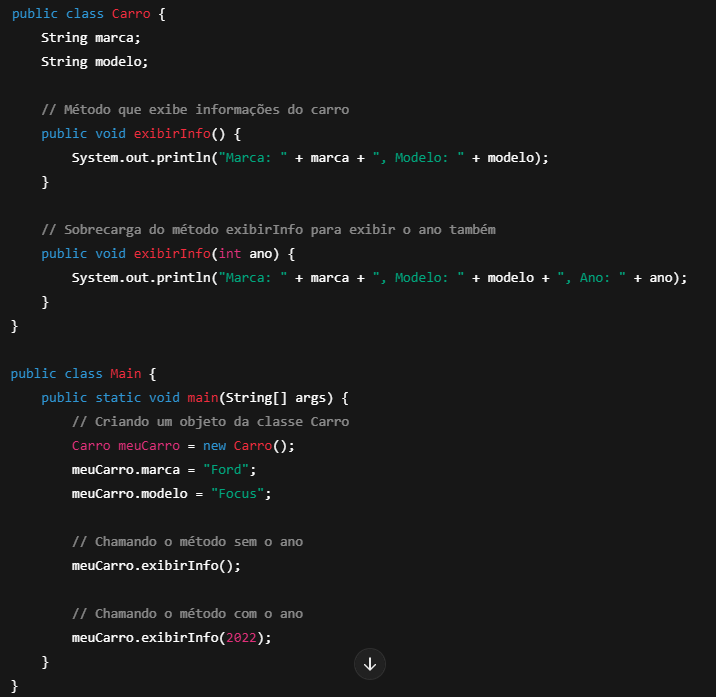 public class Carro {
    String marca;
    String modelo;

    // Método que exibe informações do carro
    public void exibirInfo() {
        System.out.println("Marca: " + marca + ", Modelo: " + modelo);
    }

    // Sobrecarga do método exibirInfo para exibir o ano também
    public void exibirInfo(int ano) {
        System.out.println("Marca: " + marca + ", Modelo: " + modelo + ", Ano: " + ano);
    }
}

public class Main {
    public static void main(String[] args) {
        // Criando um objeto da classe Carro
        Carro meuCarro = new Carro();
        meuCarro.marca = "Ford";
        meuCarro.modelo = "Focus";

        // Chamando o método sem o ano
        meuCarro.exibirInfo();

        // Chamando o método com o ano
        meuCarro.exibirInfo(2022);
    }
}